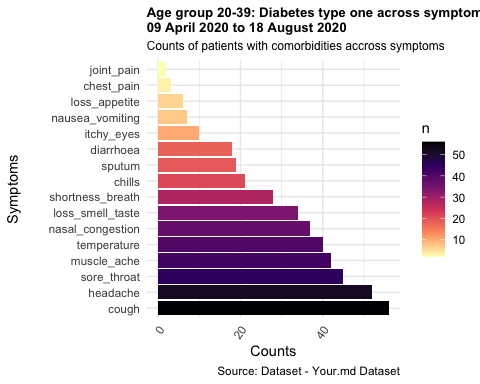 Age group 20-39: Diabetes type one across symptom
09 April 2020 to 18 August 2020
Counts of patients with comorbidities accross symptoms
Symptoms
joint_pain
chest_pain
loss_appetite
nausea_vomiting
itchy_eyes
diarrhoea
sputum
chills
shortness_breath
loss_smell_taste
nasal_congestion
temperature
muscle_ache
sore_throat
headache
cough
0
20
40
Counts
n
50
40
30
20
10
Source: Dataset - Your.md Dataset